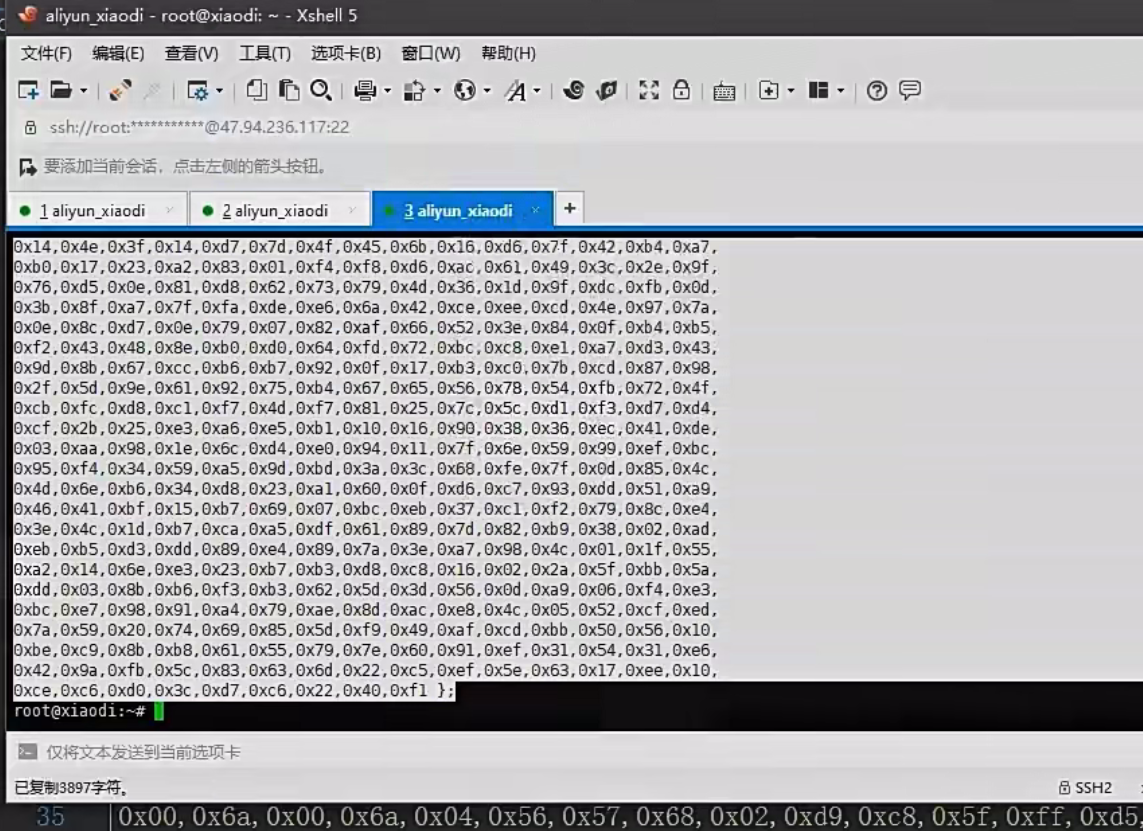 aliyun_xiaodi - root@xiaodi: ~ - Xshell 5
文件(F) 编辑(E) 查看(V) 工具(T) 选项卡(B) 窗口(W) 帮助(H)
ssh://root:***********@47.94.236.117:22
要添加当前会话，点击左侧的箭头按钮。
1 aliyun_xiaodi × 2 aliyun_xiaodi × 3 aliyun_xiaodi × +
0x14,0x4e,0x3f,0x14,0xd7,0x7d,0x4f,0x45,0x6b,0x16,0xd6,0x7f,0x42,0xb4,0xa7,
0xb0,0x17,0x23,0xa2,0x83,0x01,0xf4,0xf8,0xd6,0xac,0x61,0x49,0x3c,0x2e,0x9f,
0x76,0xd5,0x0e,0x81,0xd8,0x62,0x73,0x79,0x4d,0x36,0x1d,0x9f,0xdc,0xfb,0x0d,
0x3b,0x8f,0xa7,0x7f,0xfa,0xde,0xe6,0x6a,0x42,0xce,0xee,0xcd,0x4e,0x97,0x7a,
0x0e,0x8c,0xd7,0x0e,0x79,0x07,0x82,0xaf,0x66,0x52,0x3e,0x84,0x0f,0xb4,0xb5,
0xf2,0x43,0x48,0x8e,0xb0,0xd0,0x64,0xfd,0x72,0xbc,0xc8,0xe1,0xa7,0xd3,0x43,
0x9d,0x8b,0x67,0xcc,0xb6,0xb7,0x92,0x0f,0x17,0xb3,0xc0,0x7b,0xcd,0x87,0x98,
0x2f,0x5d,0x9e,0x61,0x92,0x75,0xb4,0x67,0x65,0x56,0x78,0x54,0xfb,0x72,0x4f,
0xcb,0xfc,0xd8,0xc1,0xf7,0x4d,0xf7,0x81,0x25,0x7c,0x5c,0xd1,0xf3,0xd7,0xd4,
0xcf,0x2b,0x25,0xe3,0xa6,0xe5,0xb1,0x10,0x16,0x90,0x38,0x36,0xec,0x41,0xde,
0x03,0xaa,0x98,0x1e,0x6c,0xd4,0xe0,0x94,0x11,0x7f,0x6e,0x59,0x99,0xef,0xbc,
0x95,0xf4,0x34,0x59,0xa5,0x9d,0xbd,0x3a,0x3c,0x68,0xfe,0x7f,0x0d,0x85,0x4c,
0x4d,0x6e,0xb6,0x34,0xd8,0x23,0xa1,0x60,0x0f,0xd6,0xc7,0x93,0xdd,0x51,0xa9,
0x46,0x41,0xbf,0x15,0xb7,0x69,0x07,0xbc,0xeb,0x37,0xc1,0xf2,0x79,0x8c,0xe4,
0x3e,0x4c,0x1d,0xb7,0xca,0xa5,0xdf,0x61,0x89,0x7d,0x82,0xb9,0x38,0x02,0xad,
0xeb,0xb5,0xd3,0xdd,0x89,0xe4,0x89,0x7a,0x3e,0xa7,0x98,0x4c,0x01,0x1f,0x55,
0xa2,0x14,0x6e,0xe3,0x23,0xb7,0xb3,0xd8,0xc8,0x16,0x02,0x2a,0x5f,0xbb,0x5a,
0xdd,0x03,0x8b,0xb6,0xf3,0xb3,0x62,0x5d,0x3d,0x56,0x0d,0xa9,0x06,0xf4,0xe3,
0xbc,0xe7,0x98,0x91,0xa4,0x79,0xae,0x8d,0xac,0xe8,0x4c,0x05,0x52,0xcf,0xed,
0x7a,0x59,0x20,0x74,0x69,0x85,0x5d,0xf9,0x49,0xaf,0xcd,0xbb,0x50,0x56,0x10,
0xbe,0xc9,0x8b,0xb8,0x61,0x55,0x79,0x7e,0x60,0x91,0xef,0x31,0x54,0x31,0xe6,
0x42,0x9a,0xfb,0x5c,0x83,0x63,0x6d,0x22,0xc5,0xef,0x5e,0x63,0x17,0xee,0x10,
0xce,0xc6,0xd0,0x3c,0xd7,0xc6,0x22,0x40,0xf1 };
root@xiaodi:~#
仅将文本发送到当前选项卡
已复制3897字符。 SSH2
35 0x00, 0x6a, 0x00, 0x6a, 0x04, 0x56, 0x57, 0x68, 0x02, 0xd9, 0xc8, 0x5f, 0xff, 0xd5,